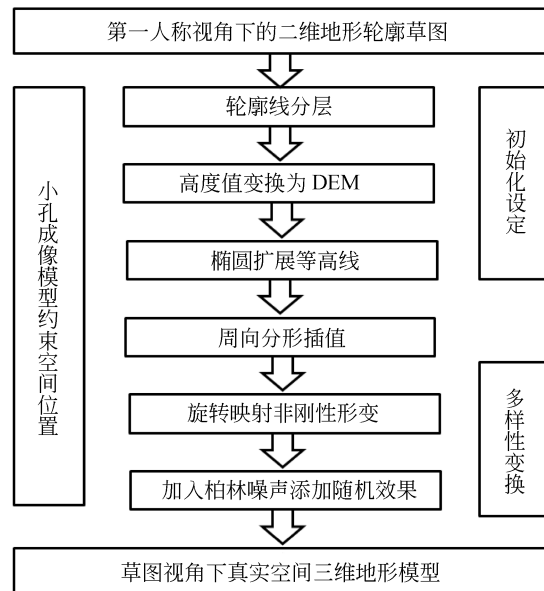 第一人称视角下的二维地形轮廓草图
轮廓线分层
高度值变换为 DEM
椭圆扩展等高线
周向分形插值
旋转映射非刚性形变
加入柏林噪声添加随机效果
草图视角下真实空间三维地形模型
小孔成像模型约束空间位置
初始化设定
多样性变换